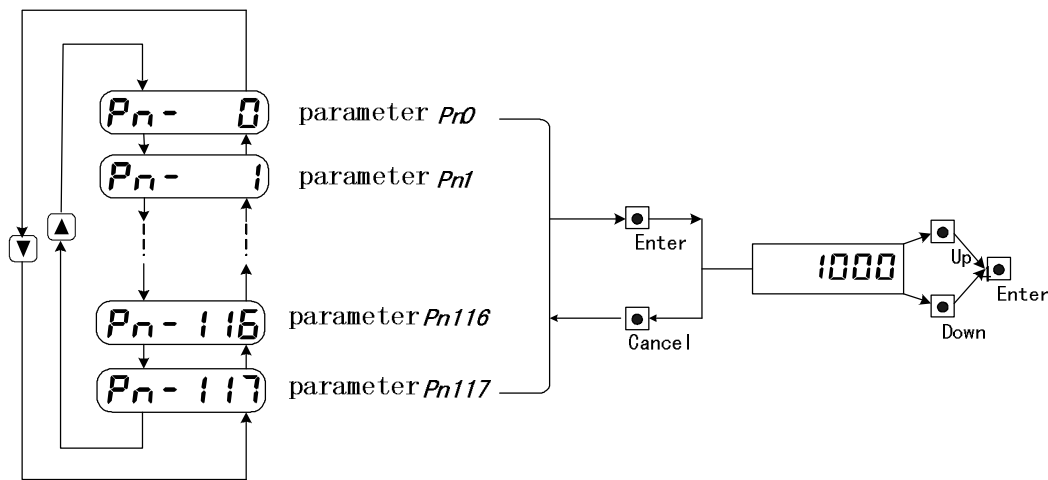 Pn- 0 parameter Pn0
Pn- 1 parameter Pn1
Enter
1000
Up
Enter
Pn-116 parameter Pn116
Cancel
Down
Pn-117 parameter Pn117